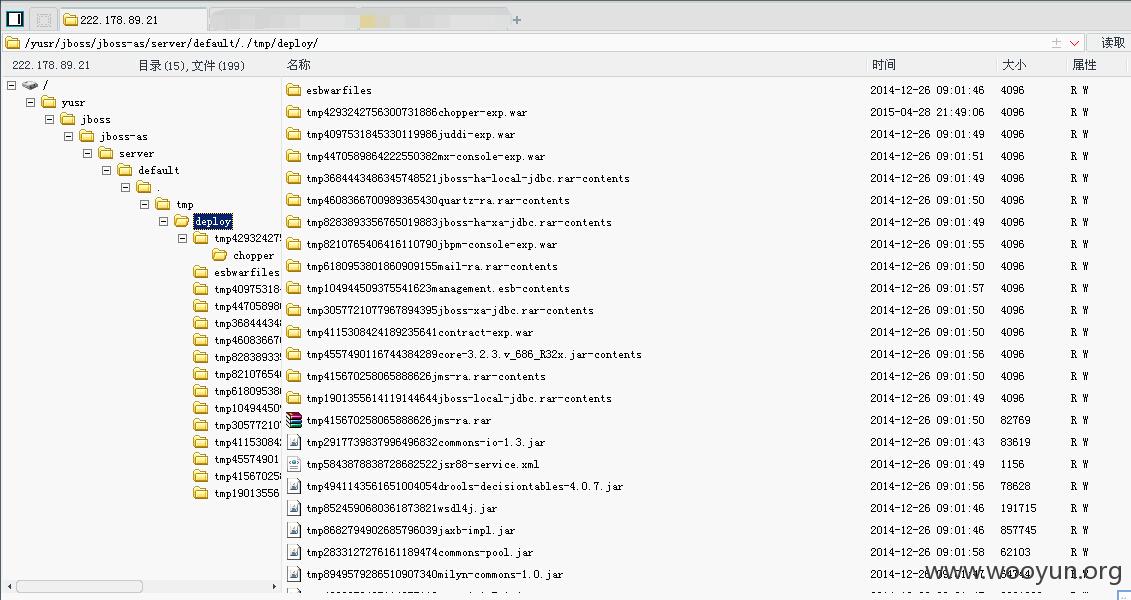 222.178.89.21
+
/yusr/jboss/jboss-as/server/default/./tmp/deploy/ 读取
222.178.89.21 目录(15),文件(199) 名称 时间 大小 属性
/
yusr
jboss
jboss-as
server
default
.
tmp
deploy
tmp42932427
chopper
esbwarfiles
tmp40975318
tmp44705898
tmp36844434
tmp46083667
tmp82838933
tmp82107654
tmp61809538
tmp10494450
tmp30577210
tmp41153084
tmp45574901
tmp41567025
tmp19013556
esbwarfiles 2014-12-26 09:01:46 4096 R W
tmp4293242756300731886chopper-exp.war 2015-04-28 21:49:06 4096 R W
tmp4097531845330119986juddi-exp.war 2014-12-26 09:01:49 4096 R W
tmp4470589864222550382mx-console-exp.war 2014-12-26 09:01:51 4096 R W
tmp3684443486345748521jboss-ha-local-jdbc.rar-contents 2014-12-26 09:01:49 4096 R W
tmp4608366700989365430quartz-ra.rar-contents 2014-12-26 09:01:50 4096 R W
tmp8283893356765019883jboss-ha-xa-jdbc.rar-contents 2014-12-26 09:01:49 4096 R W
tmp8210765406416110790jbpm-console-exp.war 2014-12-26 09:01:55 4096 R W
tmp6180953801860909155mail-ra.rar-contents 2014-12-26 09:01:50 4096 R W
tmp104944509375541623management.esb-contents 2014-12-26 09:01:57 4096 R W
tmp3057721077967894395jboss-xa-jdbc.rar-contents 2014-12-26 09:01:50 4096 R W
tmp4115308424189235641contract-exp.war 2014-12-26 09:01:50 4096 R W
tmp4557490116744384289core-3.2.3.v_686_R32x.jar-contents 2014-12-26 09:01:56 4096 R W
tmp415670258065888626jms-ra.rar-contents 2014-12-26 09:01:50 4096 R W
tmp1901355614119144644jboss-local-jdbc.rar-contents 2014-12-26 09:01:49 4096 R W
tmp415670258065888626jms-ra.rar 2014-12-26 09:01:50 82769 R W
tmp2917739837996496832commons-io-1.3.jar 2014-12-26 09:01:43 83619 R W
tmp5843878838728682522jsr88-service.xml 2014-12-26 09:01:49 1156 R W
tmp4941143561651004054drools-decisiontables-4.0.7.jar 2014-12-26 09:01:56 78628 R W
tmp8524590680361873821wsdl4j.jar 2014-12-26 09:01:46 191715 R W
tmp8682794902685796039jaxb-impl.jar 2014-12-26 09:01:46 857745 R W
tmp2833127276161189474commons-pool.jar 2014-12-26 09:01:58 62103 R W
tmp8949579286510907340milyn-commons-1.0.jar 2014-12-26 09:01:47 64744 R W
www.wooyun.org